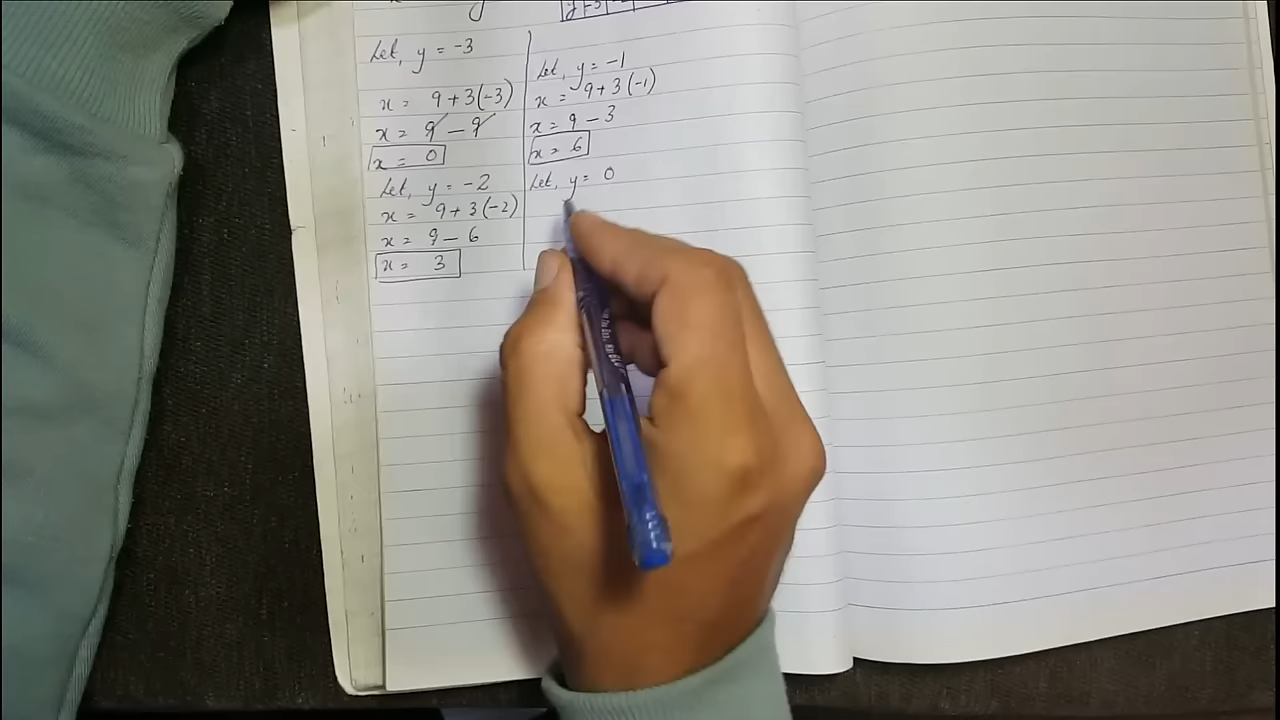 Let, y = -3
x = 9+3(-3)
x = 9 - 9
x = 0
Let, y = -2
x = 9+3(-2)
x = 9 - 6
x = 3
Let, y = -1
x = 9+3(-1)
x = 9 - 3
x = 6
Let, y = 0